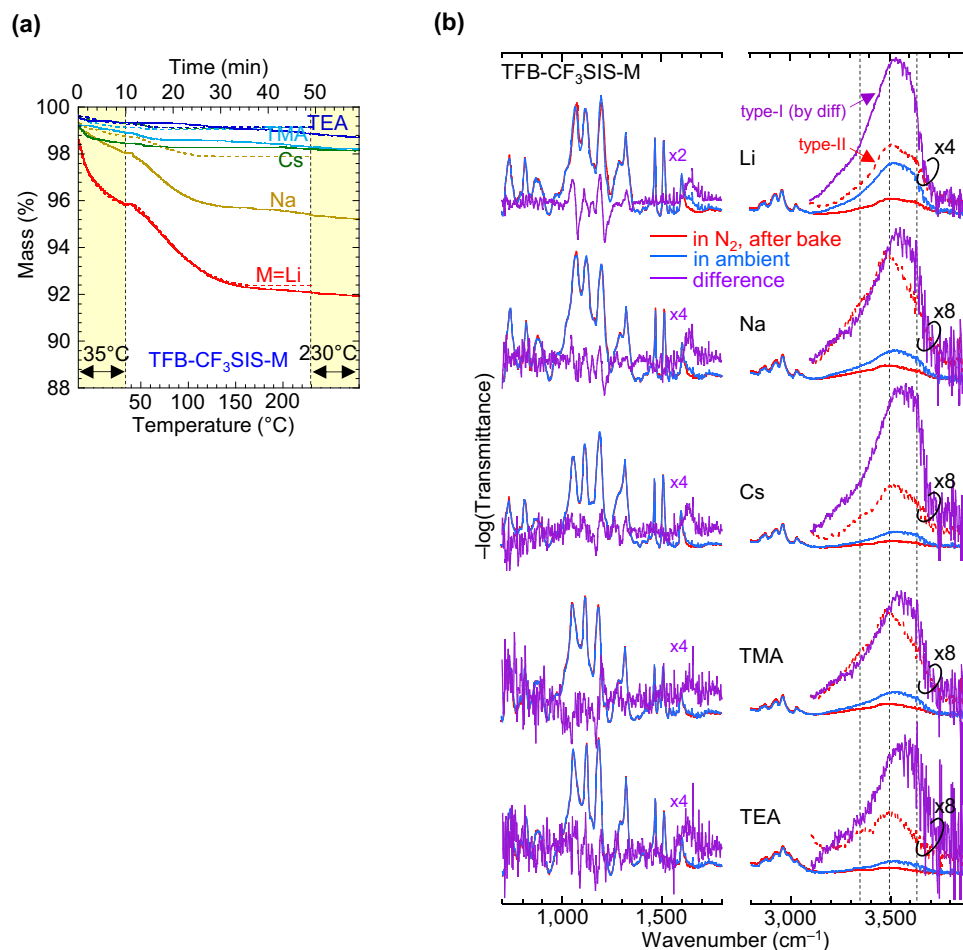 (a)
Time (min)
0 10 20 30 40 50
100
98
96
94
92
90
88
Mass (%)
TEA
TMA
Cs
Na
M=Li
35°C
TFB-CF₃SIS-M
230°C
50 100 150 200
Temperature (°C)
(b)
TFB-CF₃SIS-M
type-I (by diff)
type-II
x2
Li
x4
in N₂, after bake
in ambient
difference
x4
Na
x8
x4
Cs
x8
–log(Transmittance)
x4
TMA
x8
x4
TEA
x8
1,000 1,500 3,000 3,500
Wavenumber (cm⁻¹)